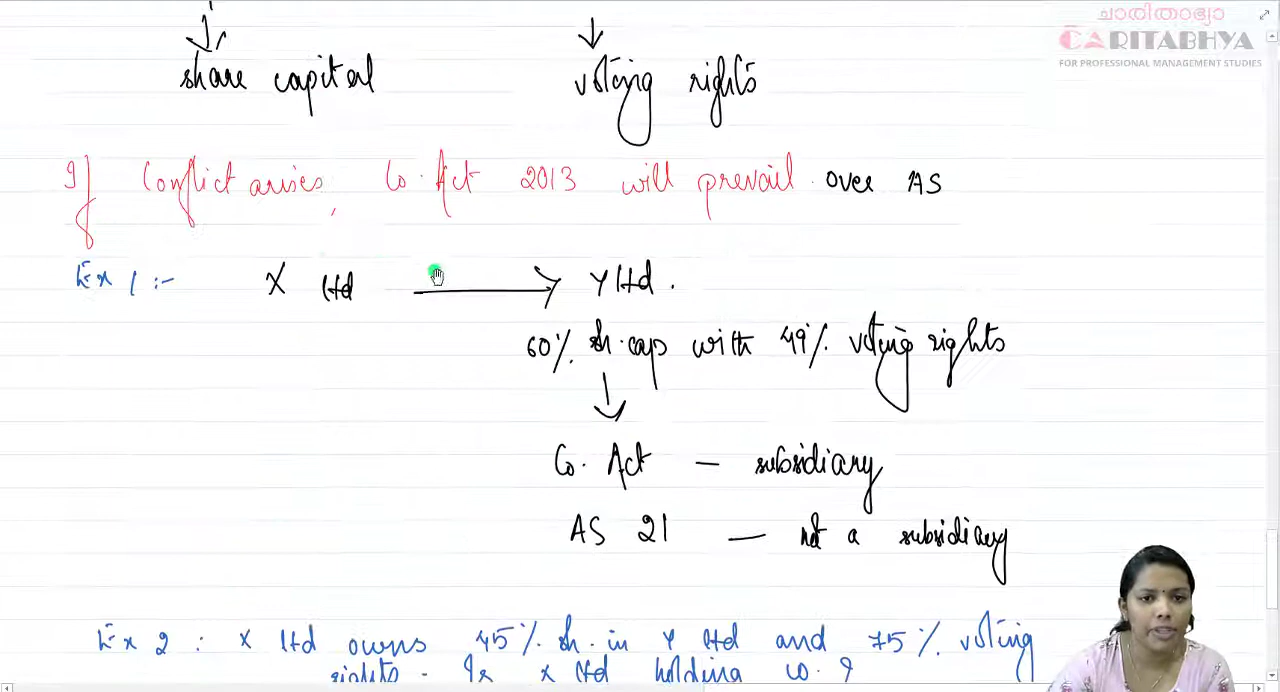 ചാരിതാഭ്യാ
CARITABHYA
FOR PROFESSIONAL MANAGEMENT STUDIES
share capital
voting rights
If Conflict arises, Co. Act 2013 will prevail over AS
Ex 1 :- X ltd → Y ltd.
60% sh. cap with 49% voting rights
Co. Act – subsidiary
AS 21 — not a subsidiary
Ex 2 : X ltd owns 45% sh. in Y ltd and 75% voting
rights. Is X ltd holding co. ?